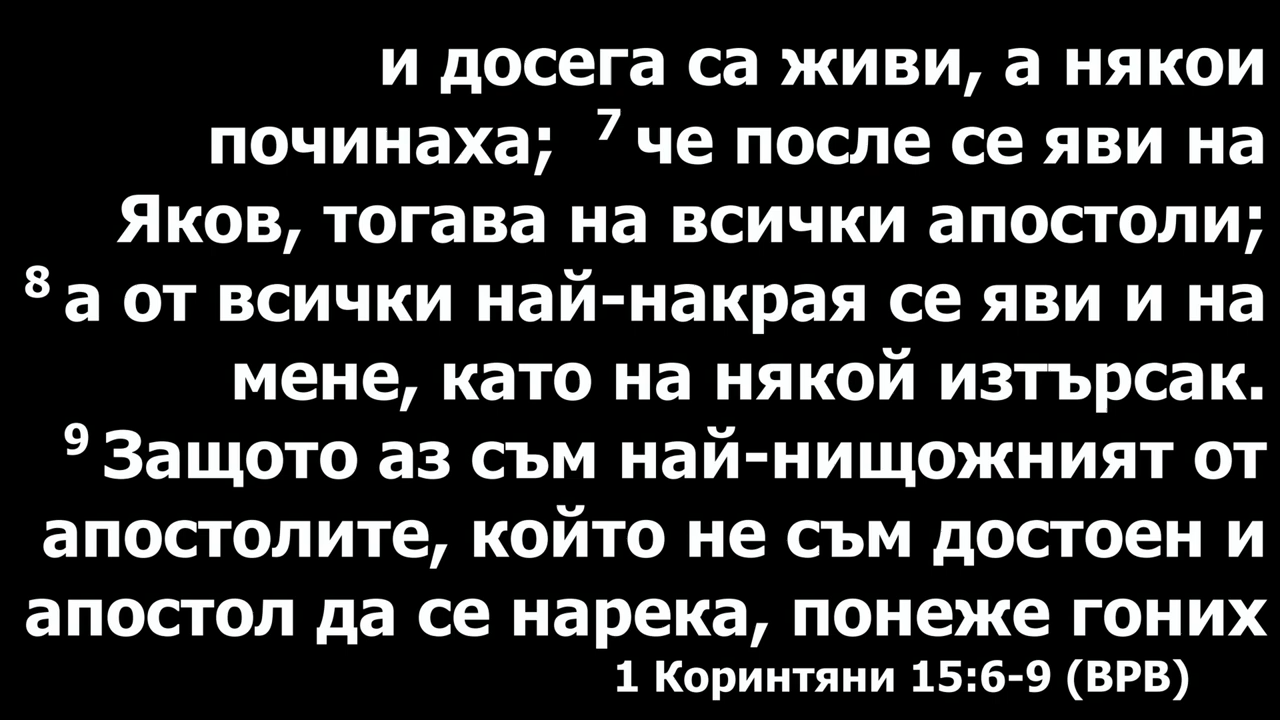 и досега са живи, а някои
починаха; 7 че после се яви на
Яков, тогава на всички апостоли;
8 а от всички най-накрая се яви и на
мене, като на някой изтърсак.
9 Защото аз съм най-нищожният от
апостолите, който не съм достоен и
апостол да се нарека, понеже гоних
1 Коринтяни 15:6-9 (ВРВ)